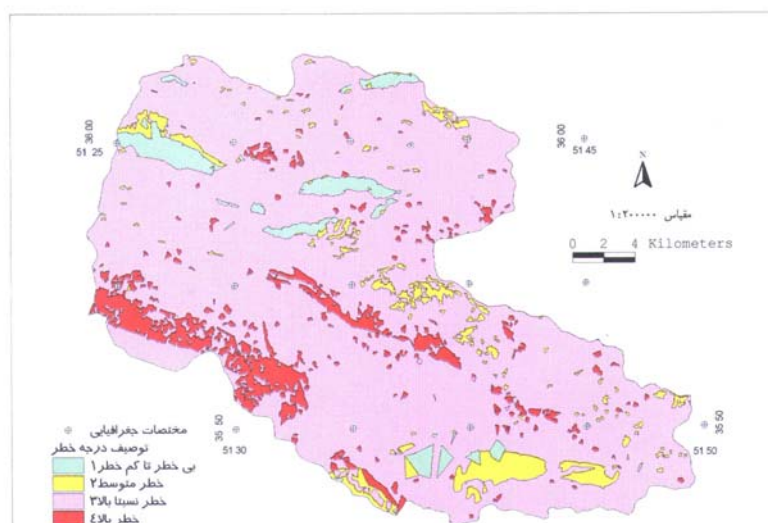 36 00
51 25
36 00
51 45
N
مقیاس ۱:۲۰۰۰۰۰
0 2 4 Kilometers
35 50
51 30
35 50
51 50
مختصات جغرافیایی
توصیف درجه خطر
بی خطر تا کم خطر۱
خطر متوسط۲
خطر نسبتا بالا۳
خطر بالا٤